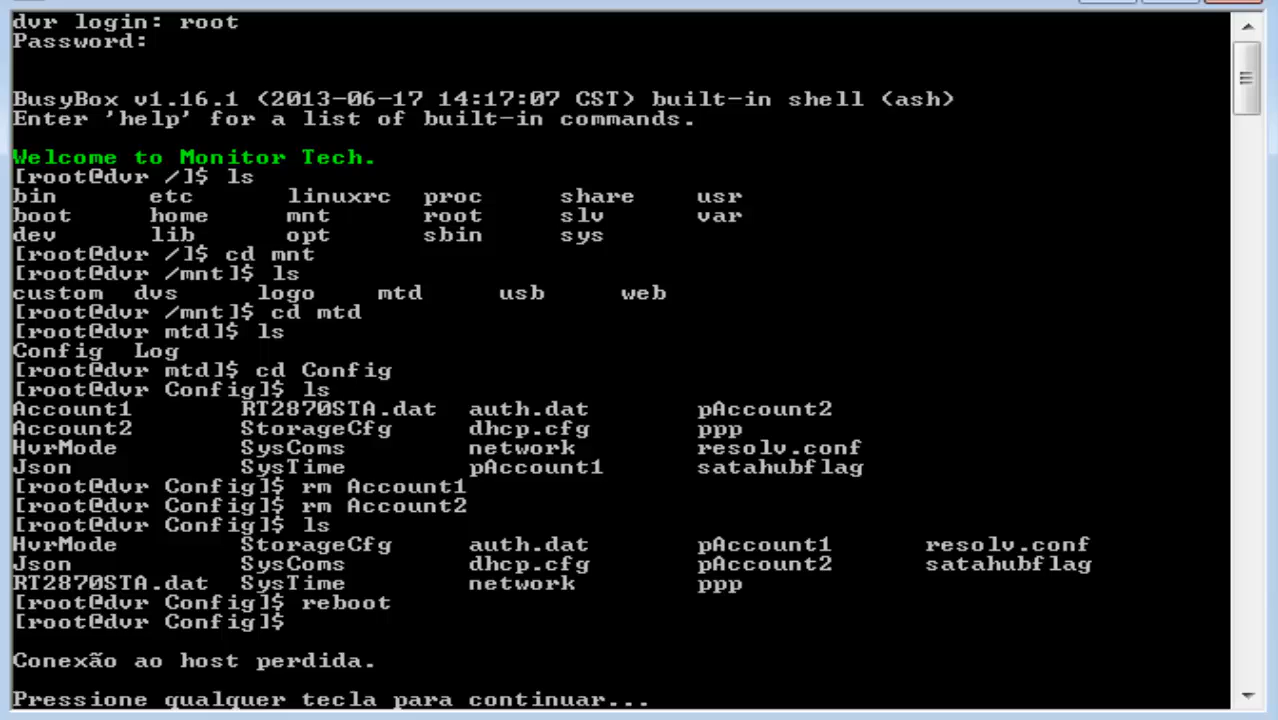 dvr login: root
Password:
BusyBox v1.16.1 (2013-06-17 14:17:07 CST) built-in shell (ash)
Enter 'help' for a list of built-in commands.
Welcome to Monitor Tech.
[root@dvr /]$ ls
bin etc linuxrc proc share usr
boot home mnt root slv var
dev lib opt sbin sys
[root@dvr /]$ cd mnt
[root@dvr /mnt]$ ls
custom dvs logo mtd usb web
[root@dvr /mnt]$ cd mtd
[root@dvr mtd]$ ls
Config Log
[root@dvr mtd]$ cd Config
[root@dvr Config]$ ls
Account1 RT2870STA.dat auth.dat pAccount2
Account2 StorageCfg dhcp.cfg ppp
HvrMode SysComs network resolv.conf
Json SysTime pAccount1 satahubflag
[root@dvr Config]$ rm Account1
[root@dvr Config]$ rm Account2
[root@dvr Config]$ ls
HvrMode StorageCfg auth.dat pAccount1 resolv.conf
Json SysComs dhcp.cfg pAccount2 satahubflag
RT2870STA.dat SysTime network ppp
[root@dvr Config]$ reboot
[root@dvr Config]$
Conexão ao host perdida.
Pressione qualquer tecla para continuar...